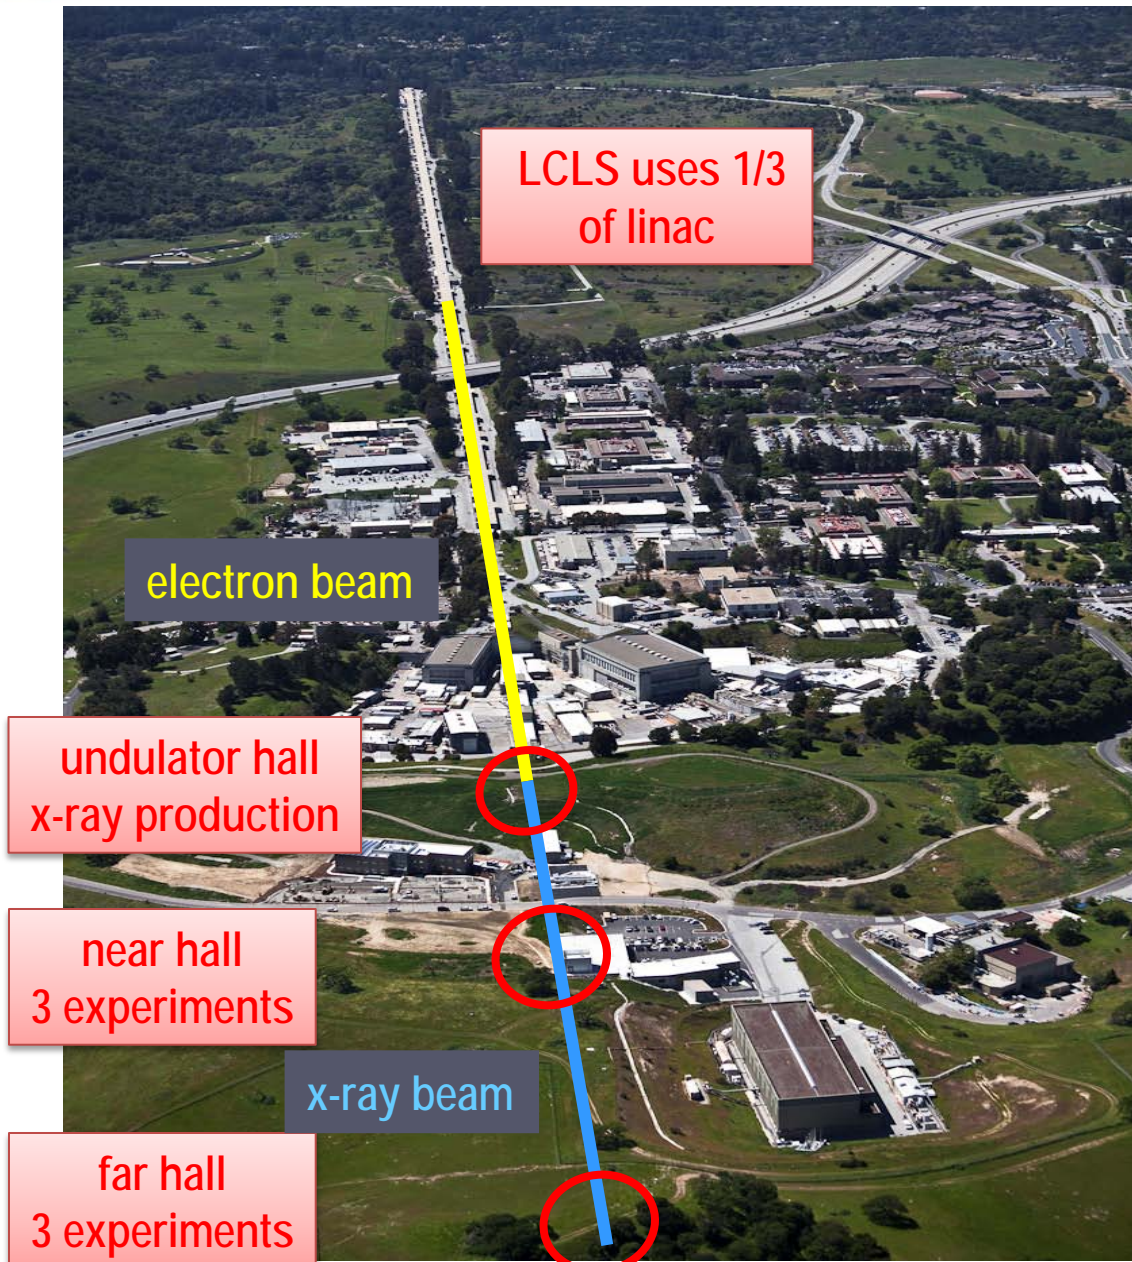 LCLS uses 1/3
of linac
electron beam
undulator hall
x-ray production
near hall
3 experiments
x-ray beam
far hall
3 experiments